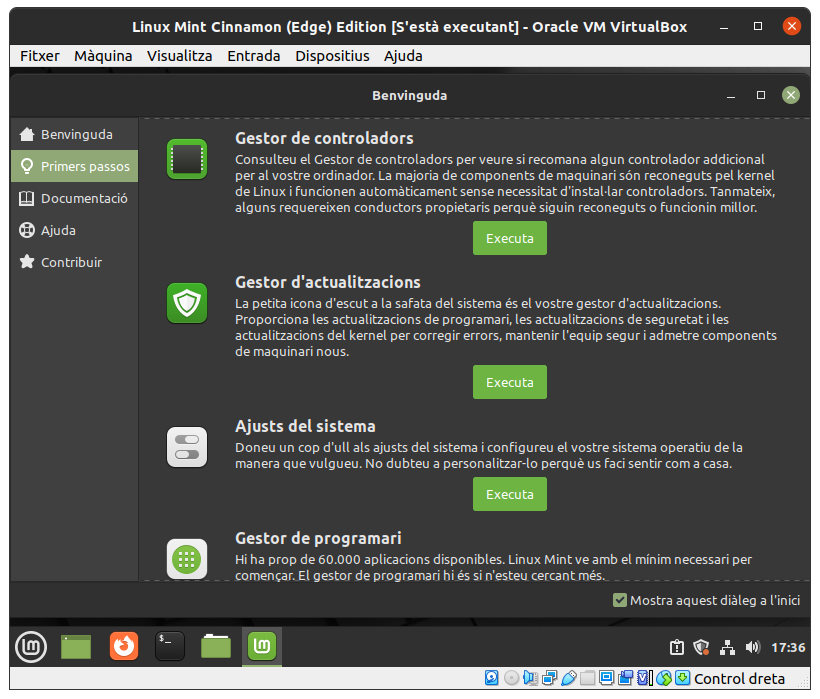 Linux Mint Cinnamon (Edge) Edition [S'està executant] - Oracle VM VirtualBox
Fitxer Màquina Visualitza Entrada Dispositius Ajuda
Benvinguda
Benvinguda
Primers passos
Documentació
Ajuda
Contribuir
Gestor de controladors
Consulteu el Gestor de controladors per veure si recomana algun controlador addicional
per al vostre ordinador. La majoria de components de maquinari són reconeguts pel kernel
de Linux i funcionen automàticament sense necessitat d'instal·lar controladors. Tanmateix,
alguns requereixen conductors propietaris perquè siguin reconeguts o funcionin millor.
Executa
Gestor d'actualitzacions
La petita icona d'escut a la safata del sistema és el vostre gestor d'actualitzacions.
Proporciona les actualitzacions de programari, les actualitzacions de seguretat i les
actualitzacions del kernel per corregir errors, mantenir l'equip segur i admetre components
de maquinari nous.
Executa
Ajusts del sistema
Doneu un cop d'ull als ajusts del sistema i configureu el vostre sistema operatiu de la
manera que vulgueu. No dubteu a personalitzar-lo perquè us faci sentir com a casa.
Executa
Gestor de programari
Hi ha prop de 60.000 aplicacions disponibles. Linux Mint ve amb el mínim necessari per
començar. El gestor de programari hi és si n'esteu cercant més.
Mostra aquest diàleg a l'inici
17:36
Control dreta